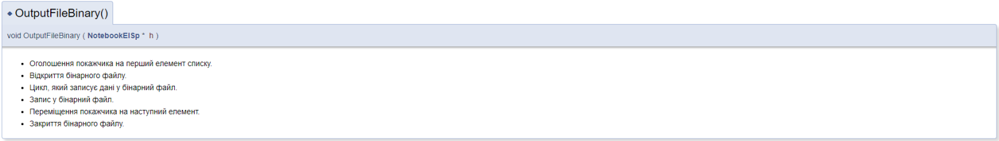 ◆ OutputFileBinary()
void OutputFileBinary ( NotebookElSp * h )
• Оголошення покажчика на перший елемент списку.
• Відкриття бінарного файлу.
• Цикл, який записує дані у бінарний файл.
• Запис у бінарний файл.
• Переміщення покажчика на наступний елемент.
• Закриття бінарного файлу.